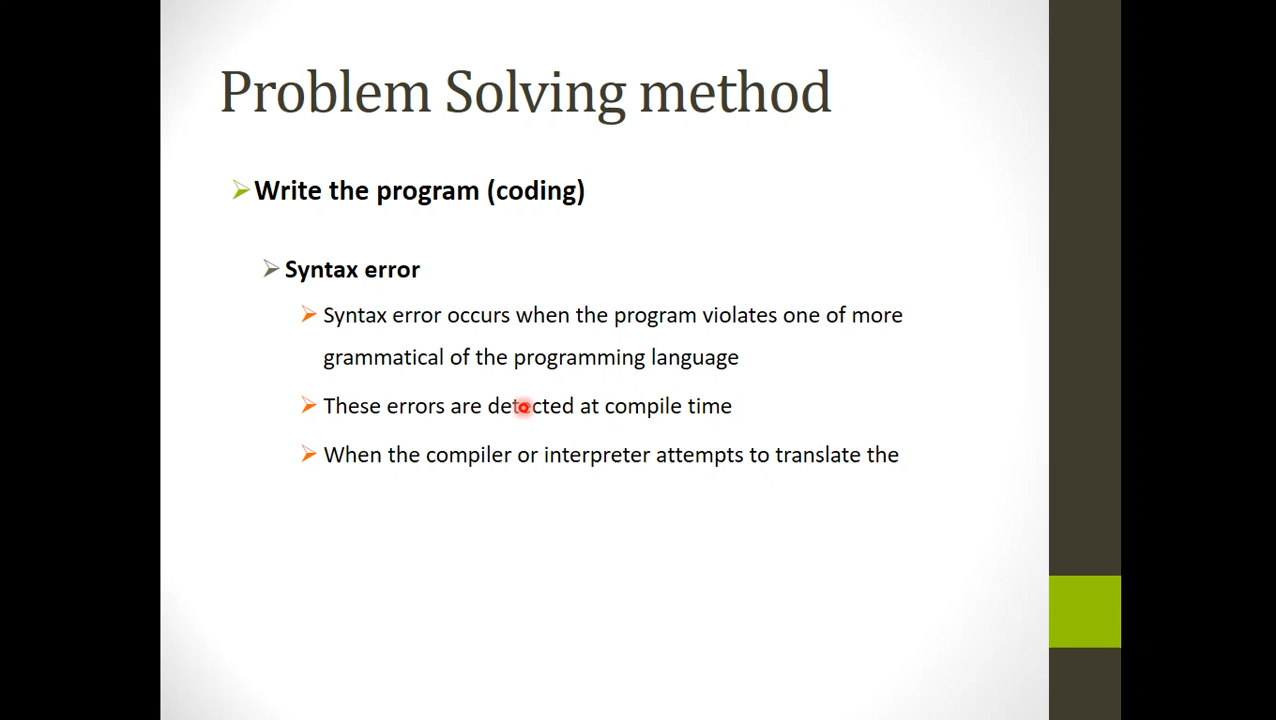 Problem Solving method
Write the program (coding)
Syntax error
Syntax error occurs when the program violates one of more
grammatical of the programming language
These errors are detected at compile time
When the compiler or interpreter attempts to translate the